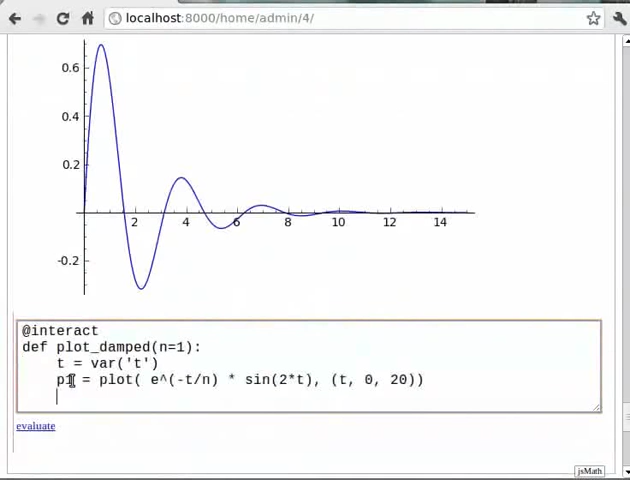 localhost:8000/home/admin/4/
0.6
0.4
0.2
2 4 6 8 10 12 14
-0.2
@interact
def plot_damped(n=1):
t = var('t')
p1 = plot( e^(-t/n) * sin(2*t), (t, 0, 20))
evaluate
jsMath